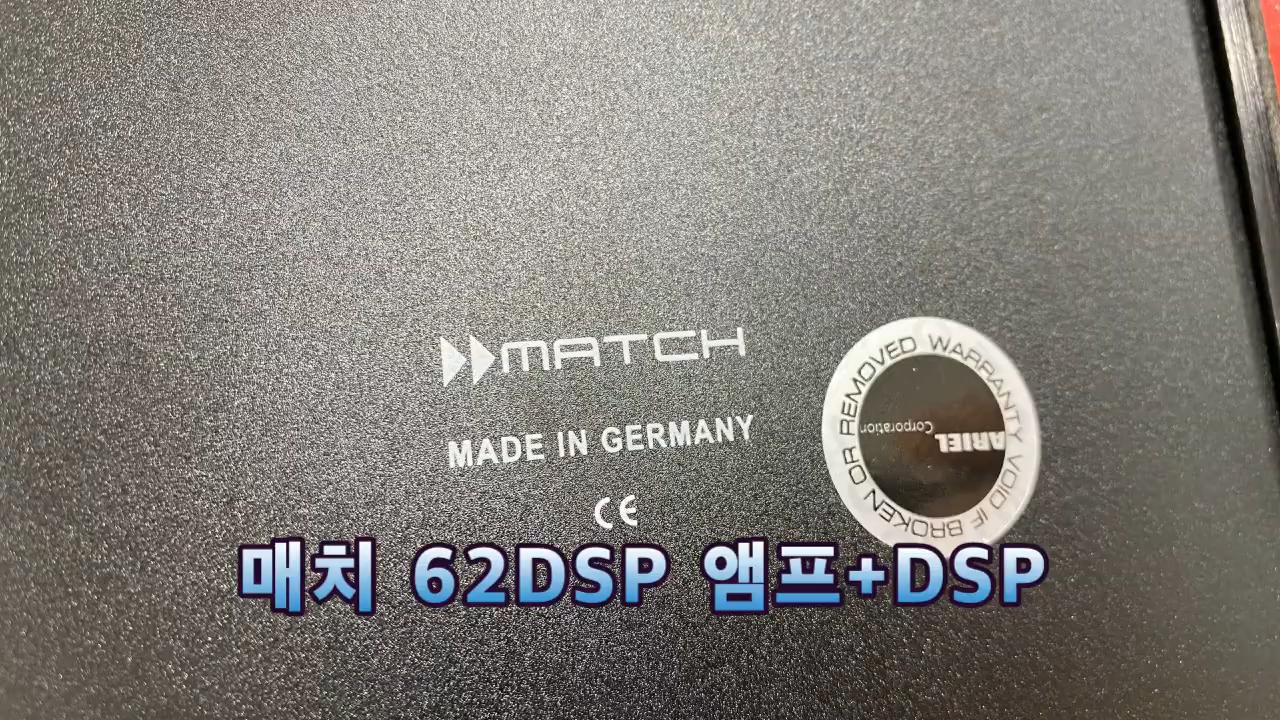 MATCH
MADE IN GERMANY
CE
WARRANTY VOID IF BROKEN OR REMOVED
ARIEL
Corporation
매치 62DSP 앰프+DSP